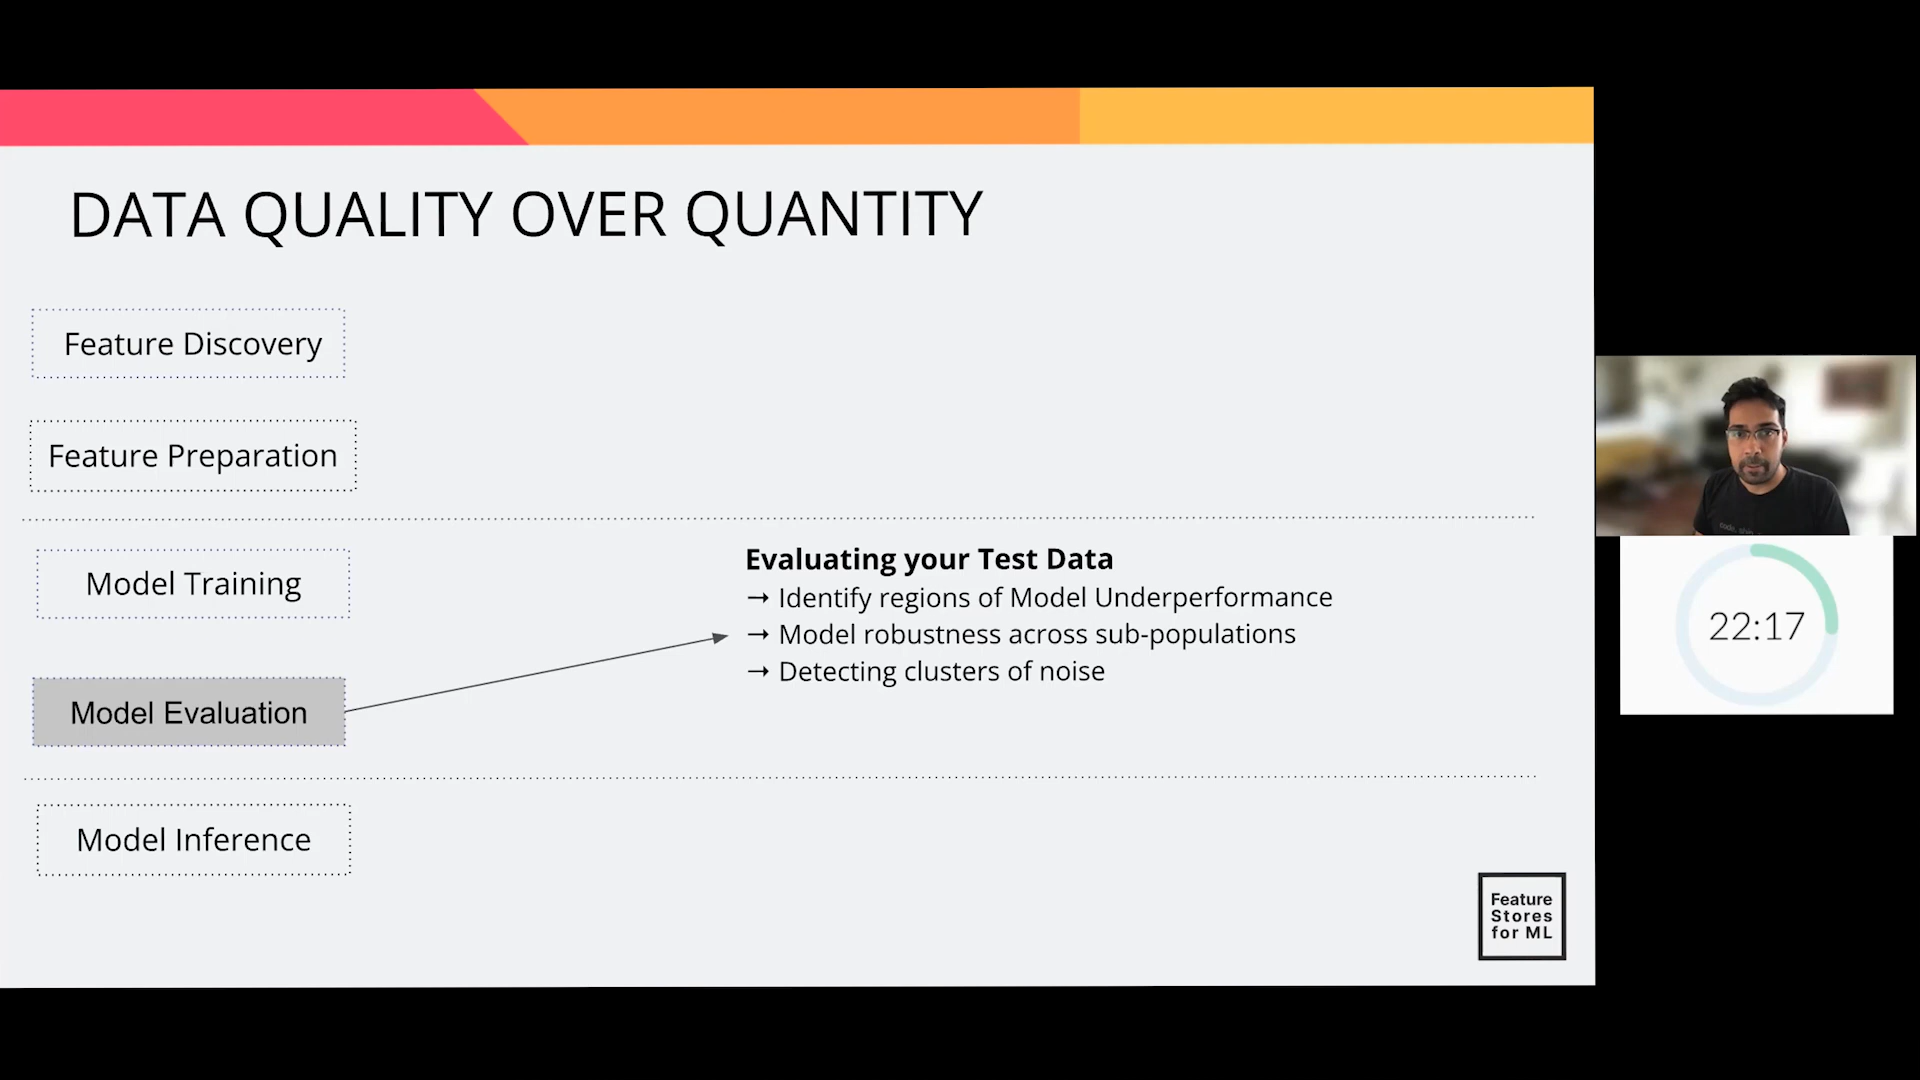 DATA QUALITY OVER QUANTITY
Feature Discovery
Feature Preparation
Model Training
Evaluating your Test Data
→ Identify regions of Model Underperformance
→ Model robustness across sub-populations
→ Detecting clusters of noise
Model Evaluation
Model Inference
Feature
Stores
for ML
22:17